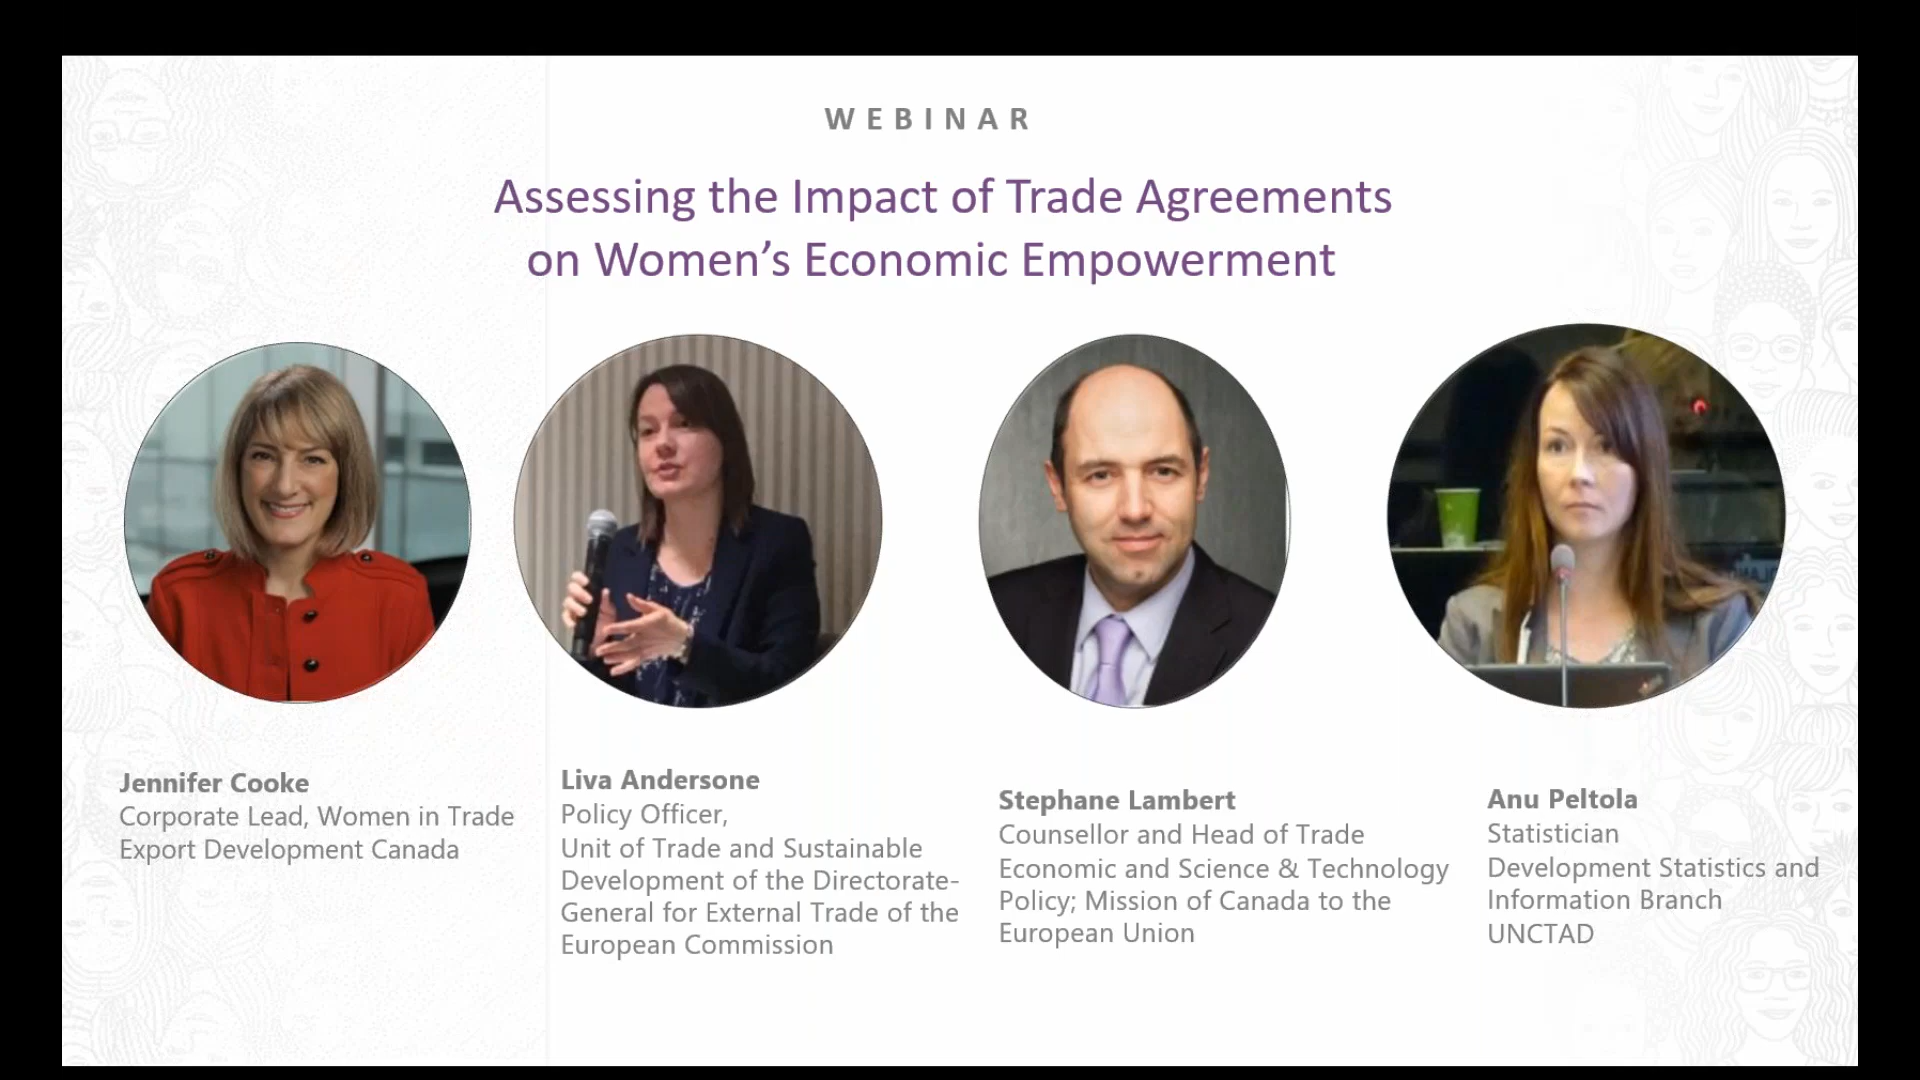 WEBINAR
Assessing the Impact of Trade Agreements
on Women’s Economic Empowerment
Jennifer Cooke
Corporate Lead, Women in Trade
Export Development Canada
Liva Andersone
Policy Officer,
Unit of Trade and Sustainable
Development of the Directorate-
General for External Trade of the
European Commission
Stephane Lambert
Counsellor and Head of Trade
Economic and Science & Technology
Policy; Mission of Canada to the
European Union
Anu Peltola
Statistician
Development Statistics and
Information Branch
UNCTAD